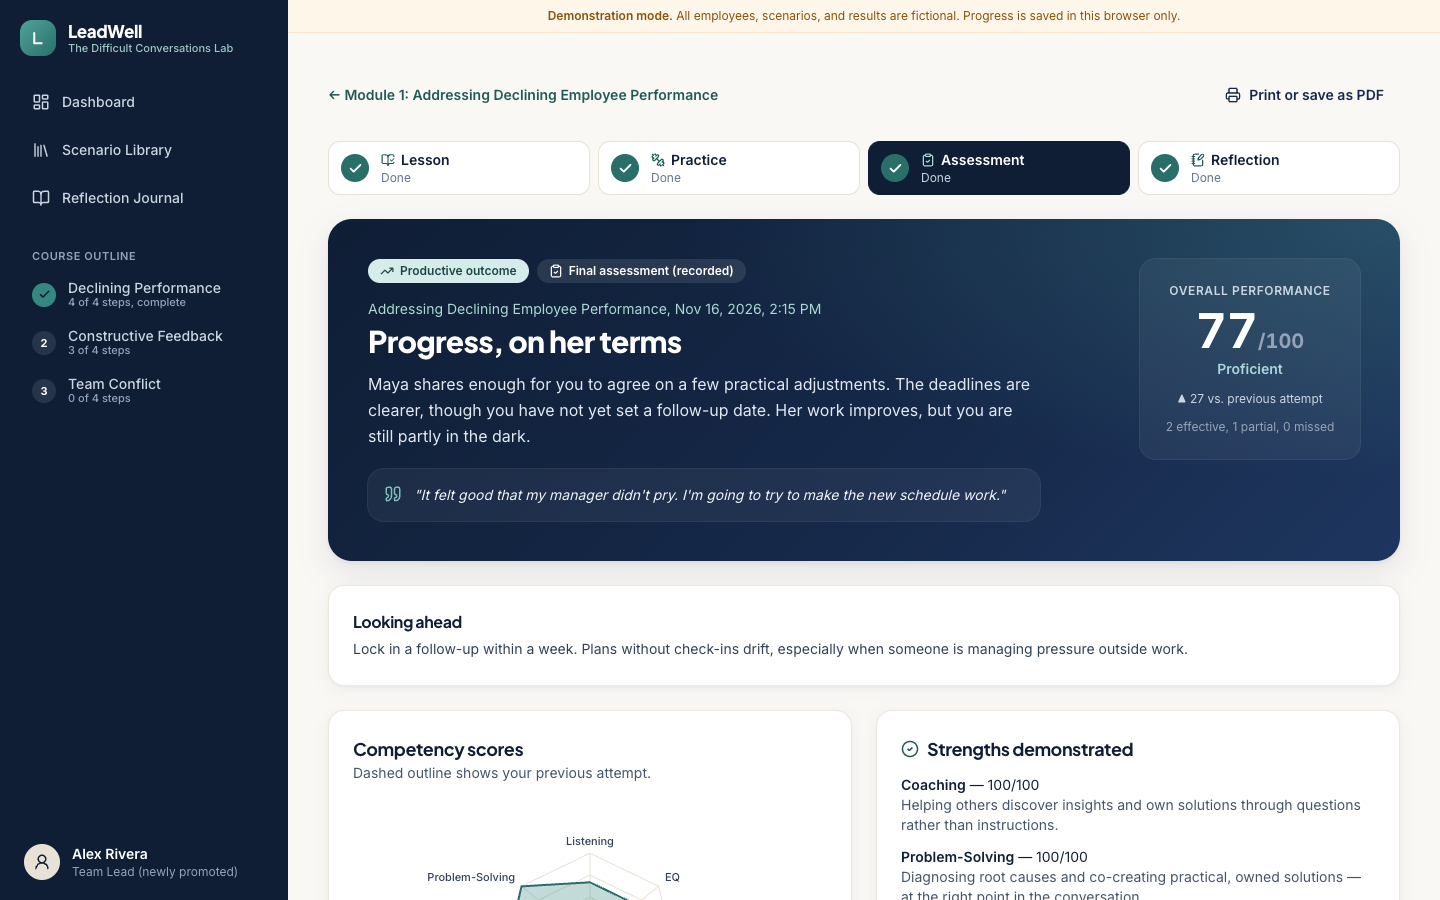 L
LeadWell
The Difficult Conversations Lab
Dashboard
Scenario Library
Reflection Journal
COURSE OUTLINE
Declining Performance
4 of 4 steps, complete
2
Constructive Feedback
3 of 4 steps
3
Team Conflict
0 of 4 steps
Alex Rivera
Team Lead (newly promoted)
Demonstration mode. All employees, scenarios, and results are fictional. Progress is saved in this browser only.
← Module 1: Addressing Declining Employee Performance
Print or save as PDF
Lesson
Done
Practice
Done
Assessment
Done
Reflection
Done
Productive outcome
Final assessment (recorded)
Addressing Declining Employee Performance, Nov 16, 2026, 2:15 PM
Progress, on her terms
Maya shares enough for you to agree on a few practical adjustments. The deadlines are
clearer, though you have not yet set a follow-up date. Her work improves, but you are
still partly in the dark.
"It felt good that my manager didn't pry. I'm going to try to make the new schedule work."
OVERALL PERFORMANCE
77/100
Proficient
▲ 27 vs. previous attempt
2 effective, 1 partial, 0 missed
Looking ahead
Lock in a follow-up within a week. Plans without check-ins drift, especially when someone is managing pressure outside work.
Competency scores
Dashed outline shows your previous attempt.
Listening
Problem-Solving
EQ
Strengths demonstrated
Coaching — 100/100
Helping others discover insights and own solutions through questions
rather than instructions.
Problem-Solving — 100/100
Diagnosing root causes and co-creating practical, owned solutions —
at the right point in the conversation.